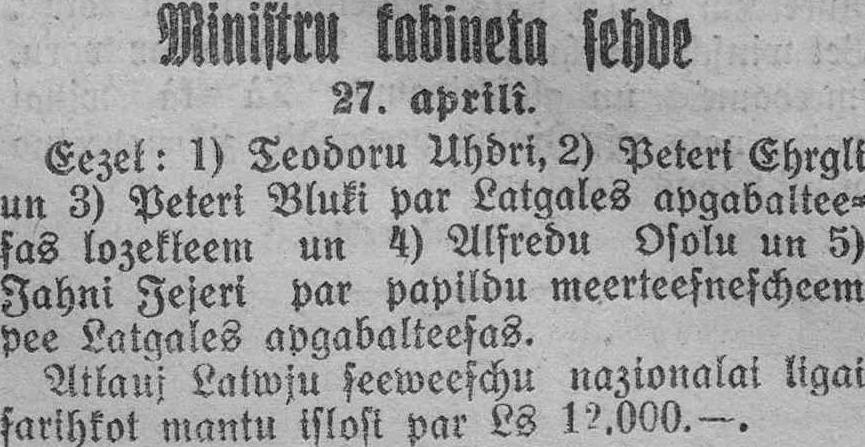 Ministru kabineta sehde
27. aprilî.
Eezel: 1) Teodoru Uhdri, 2) Peteri Ehrgli
un 3) Peteri Bluki par Latgales apgabaltee-
sas lozekleem un 4) Alfredu Osolu un 5)
Jahni Jejeri par papildu meerteesnescheem
pee Latgales apgabalteesas.
Atlauj Latwju seeweeschu nazionalai ligai
sarihkot mantu islosi par Ls 12.000.—.